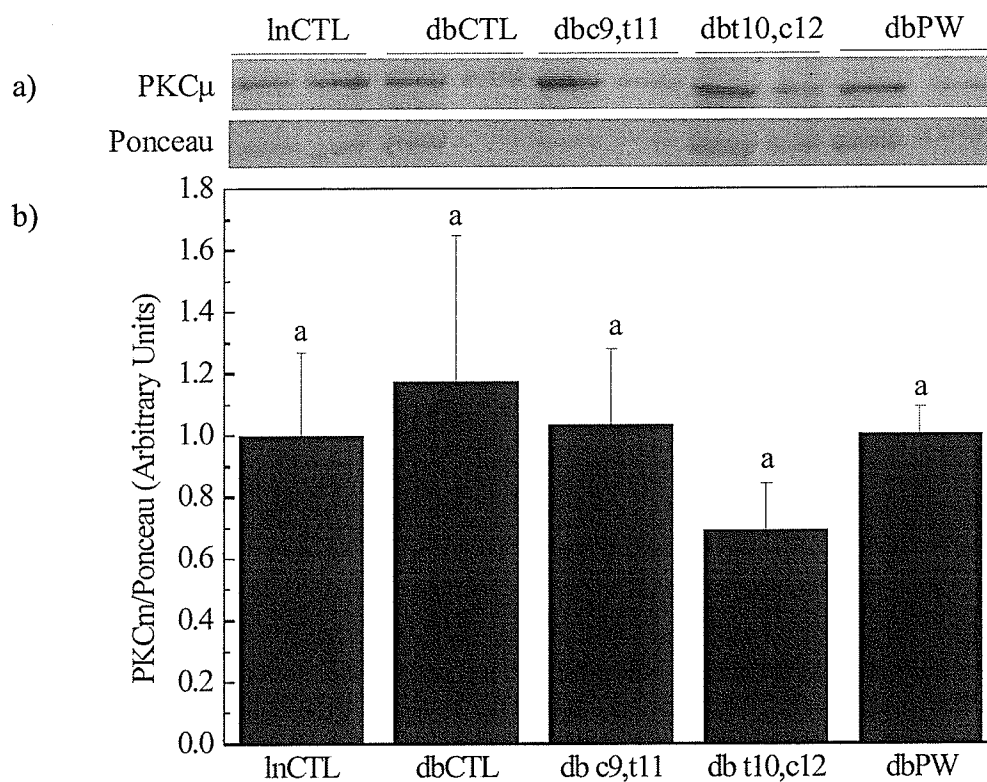 lnCTL dbCTL dbc9,t11 dbt10,c12 dbPW
a) PKCμ
Ponceau
b)
PKCm/Ponceau (Arbitrary Units)
1.8
1.6
1.4
1.2
1.0
0.8
0.6
0.4
0.2
0.0
a
a
a
a
a
lnCTL dbCTL db c9,t11 db t10,c12 dbPW